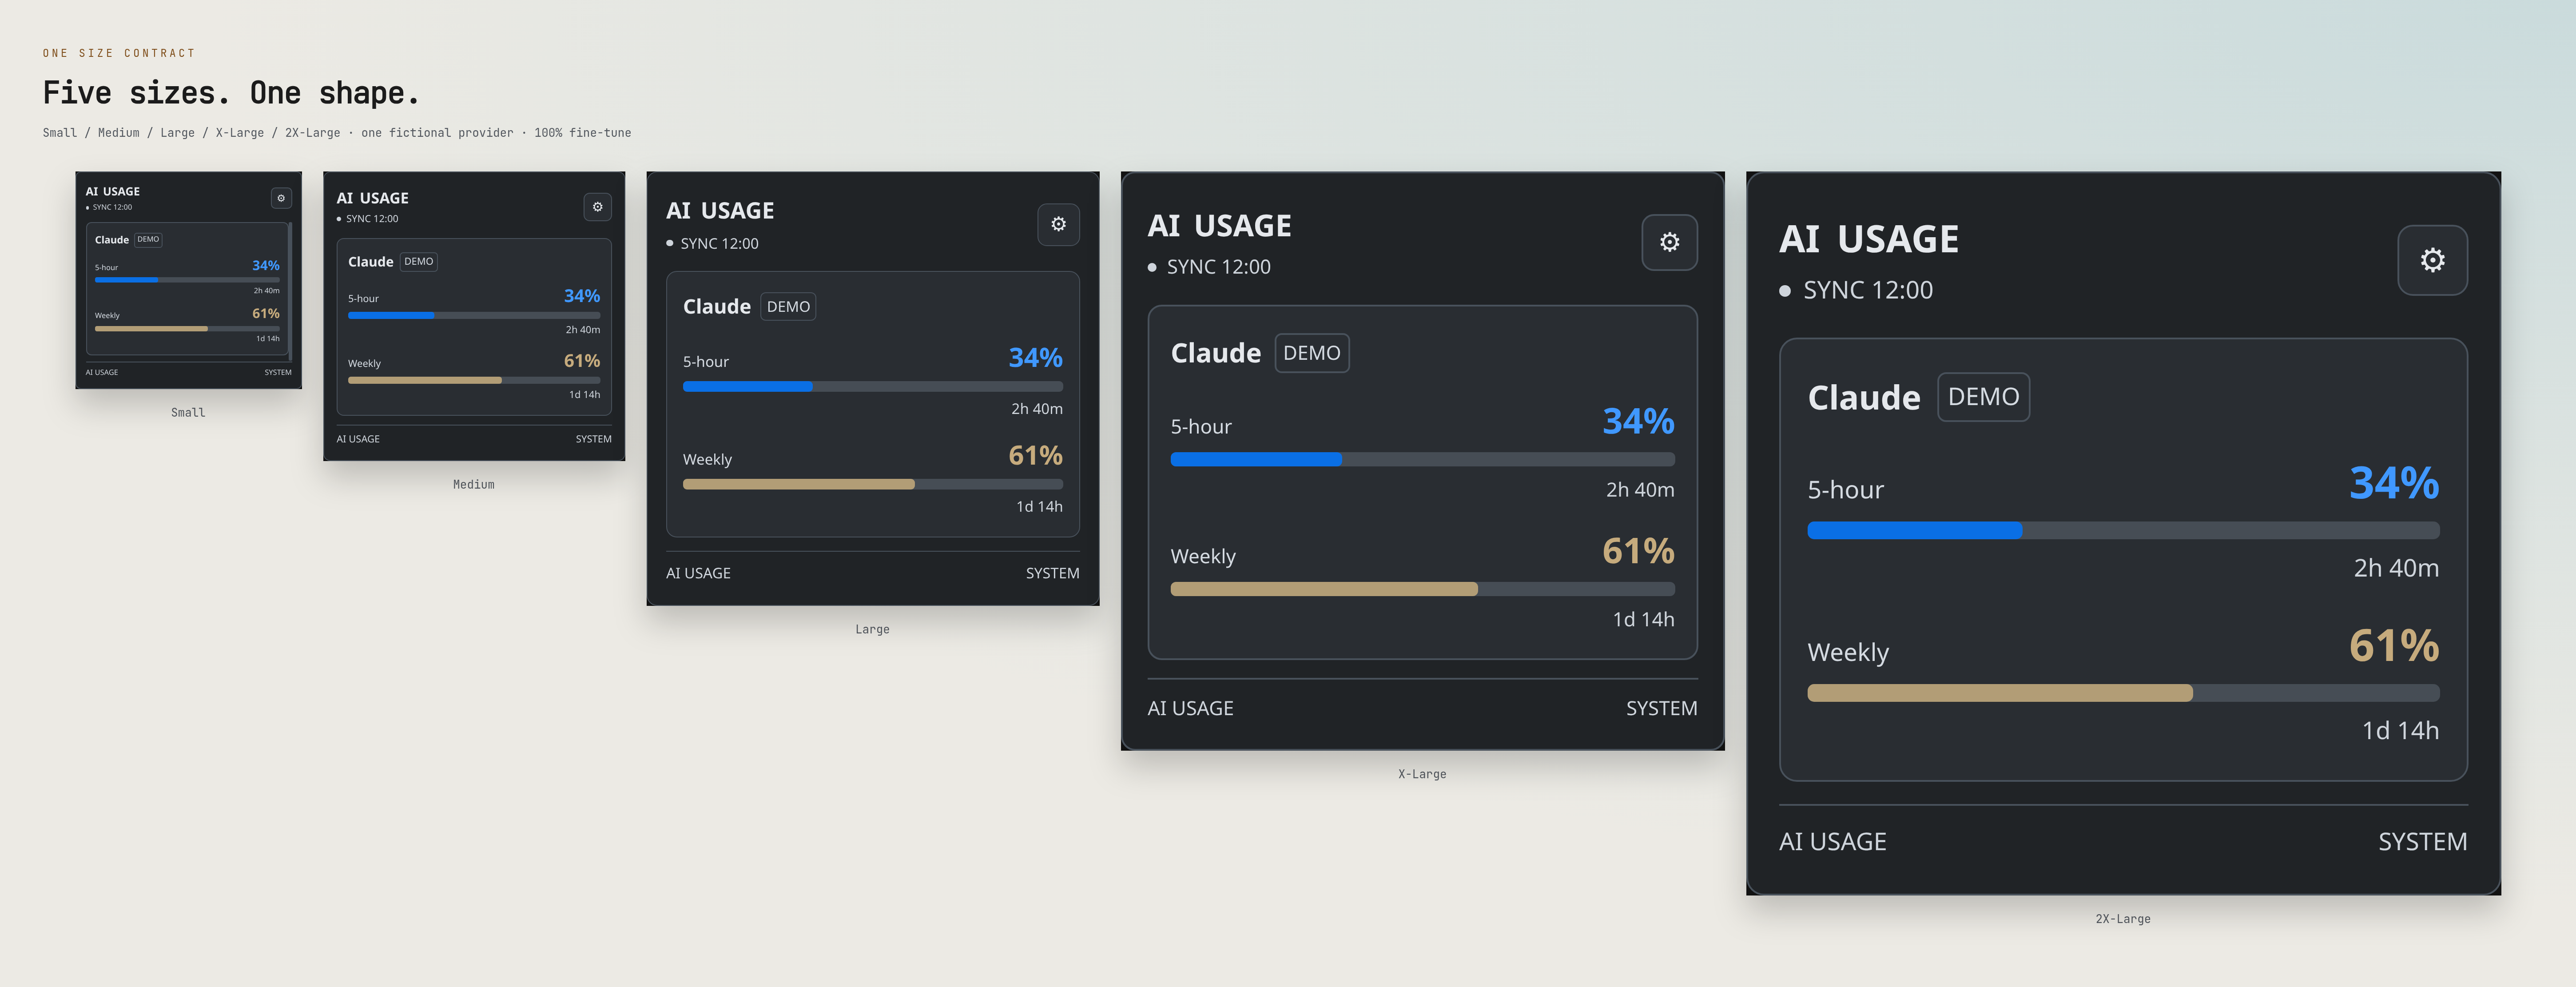 ONE SIZE CONTRACT
Five sizes. One shape.
Small / Medium / Large / X-Large / 2X-Large · one fictional provider · 100% fine-tune
AI USAGE
SYNC 12:00
Claude DEMO
5-hour 34%
2h 40m
Weekly 61%
1d 14h
AI USAGE SYSTEM
Small
AI USAGE
SYNC 12:00
Claude DEMO
5-hour 34%
2h 40m
Weekly 61%
1d 14h
AI USAGE SYSTEM
Medium
AI USAGE
SYNC 12:00
Claude DEMO
5-hour 34%
2h 40m
Weekly 61%
1d 14h
AI USAGE SYSTEM
Large
AI USAGE
SYNC 12:00
Claude DEMO
5-hour 34%
2h 40m
Weekly 61%
1d 14h
AI USAGE SYSTEM
X-Large
AI USAGE
SYNC 12:00
Claude DEMO
5-hour 34%
2h 40m
Weekly 61%
1d 14h
AI USAGE SYSTEM
2X-Large